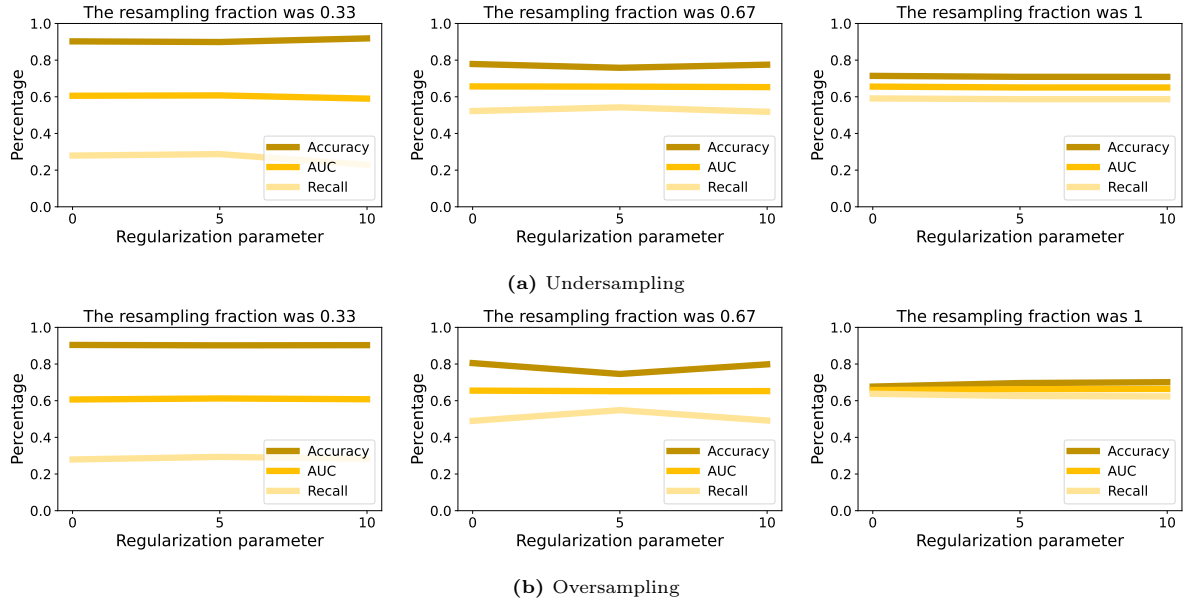 The resampling fraction was 0.33
Percentage
1.0
0.8
0.6
0.4
0.2
0.0
0
5
10
Regularization parameter
Accuracy
AUC
Recall
The resampling fraction was 0.67
Percentage
1.0
0.8
0.6
0.4
0.2
0.0
0
5
10
Regularization parameter
Accuracy
AUC
Recall
The resampling fraction was 1
Percentage
1.0
0.8
0.6
0.4
0.2
0.0
0
5
10
Regularization parameter
Accuracy
AUC
Recall
(a) Undersampling
The resampling fraction was 0.33
Percentage
1.0
0.8
0.6
0.4
0.2
0.0
0
5
10
Regularization parameter
Accuracy
AUC
Recall
The resampling fraction was 0.67
Percentage
1.0
0.8
0.6
0.4
0.2
0.0
0
5
10
Regularization parameter
Accuracy
AUC
Recall
The resampling fraction was 1
Percentage
1.0
0.8
0.6
0.4
0.2
0.0
0
5
10
Regularization parameter
Accuracy
AUC
Recall
(b) Oversampling